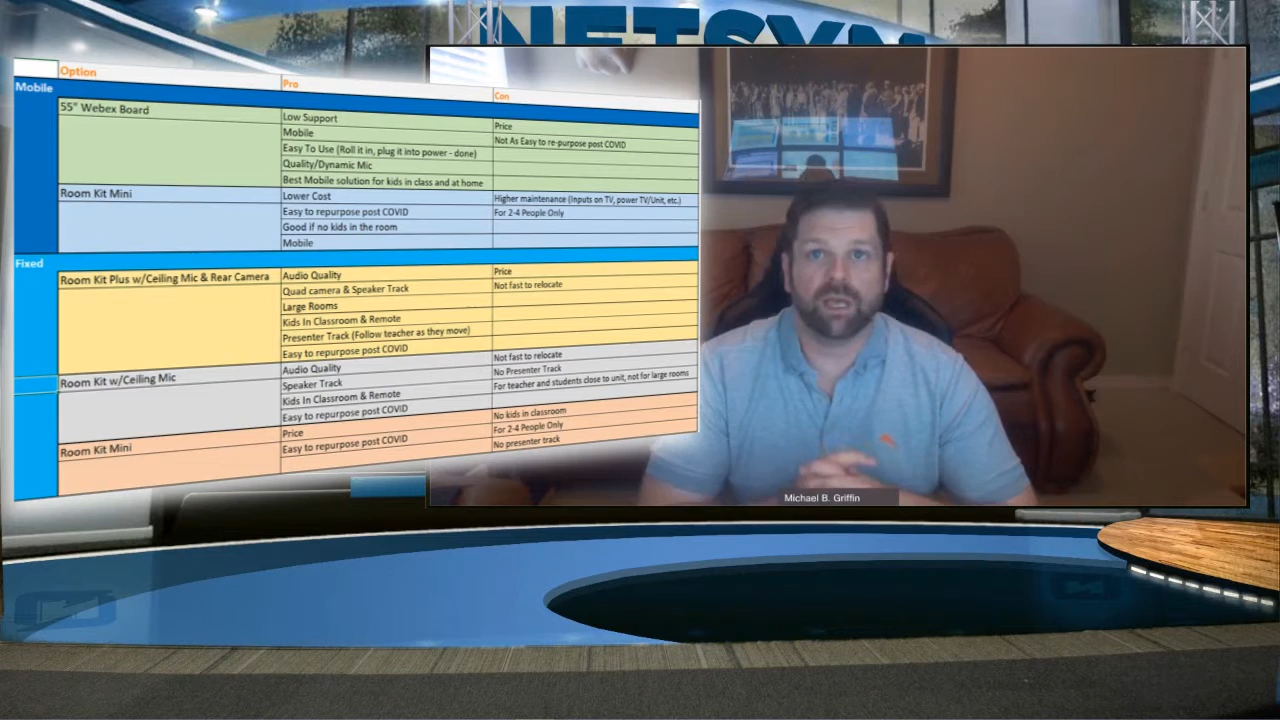 NETSYN
Option Pro Con
Mobile
55" Webex Board Low Support Price
Mobile Not As Easy to re-purpose post COVID
Easy To Use (Roll it in, plug it into power - done)
Quality/Dynamic Mic
Best Mobile solution for kids in class and at home
Room Kit Mini Lower Cost Higher maintenance (Inputs on TV, power TV/Unit, etc.)
Easy to repurpose post COVID For 2-4 People Only
Good if no kids in the room
Mobile
Fixed
Room Kit Plus w/Ceiling Mic & Rear Camera Audio Quality Price
Quad camera & Speaker Track Not fast to relocate
Large Rooms
Kids In Classroom & Remote
Presenter Track (Follow teacher as they move)
Easy to repurpose post COVID
Room Kit w/Ceiling Mic Audio Quality Not fast to relocate
Speaker Track No Presenter Track
Kids In Classroom & Remote For teacher and students close to unit, not for large rooms
Easy to repurpose post COVID
Room Kit Mini Price No kids in classroom
Easy to repurpose post COVID For 2-4 People Only
No presenter track
Michael B. Griffin